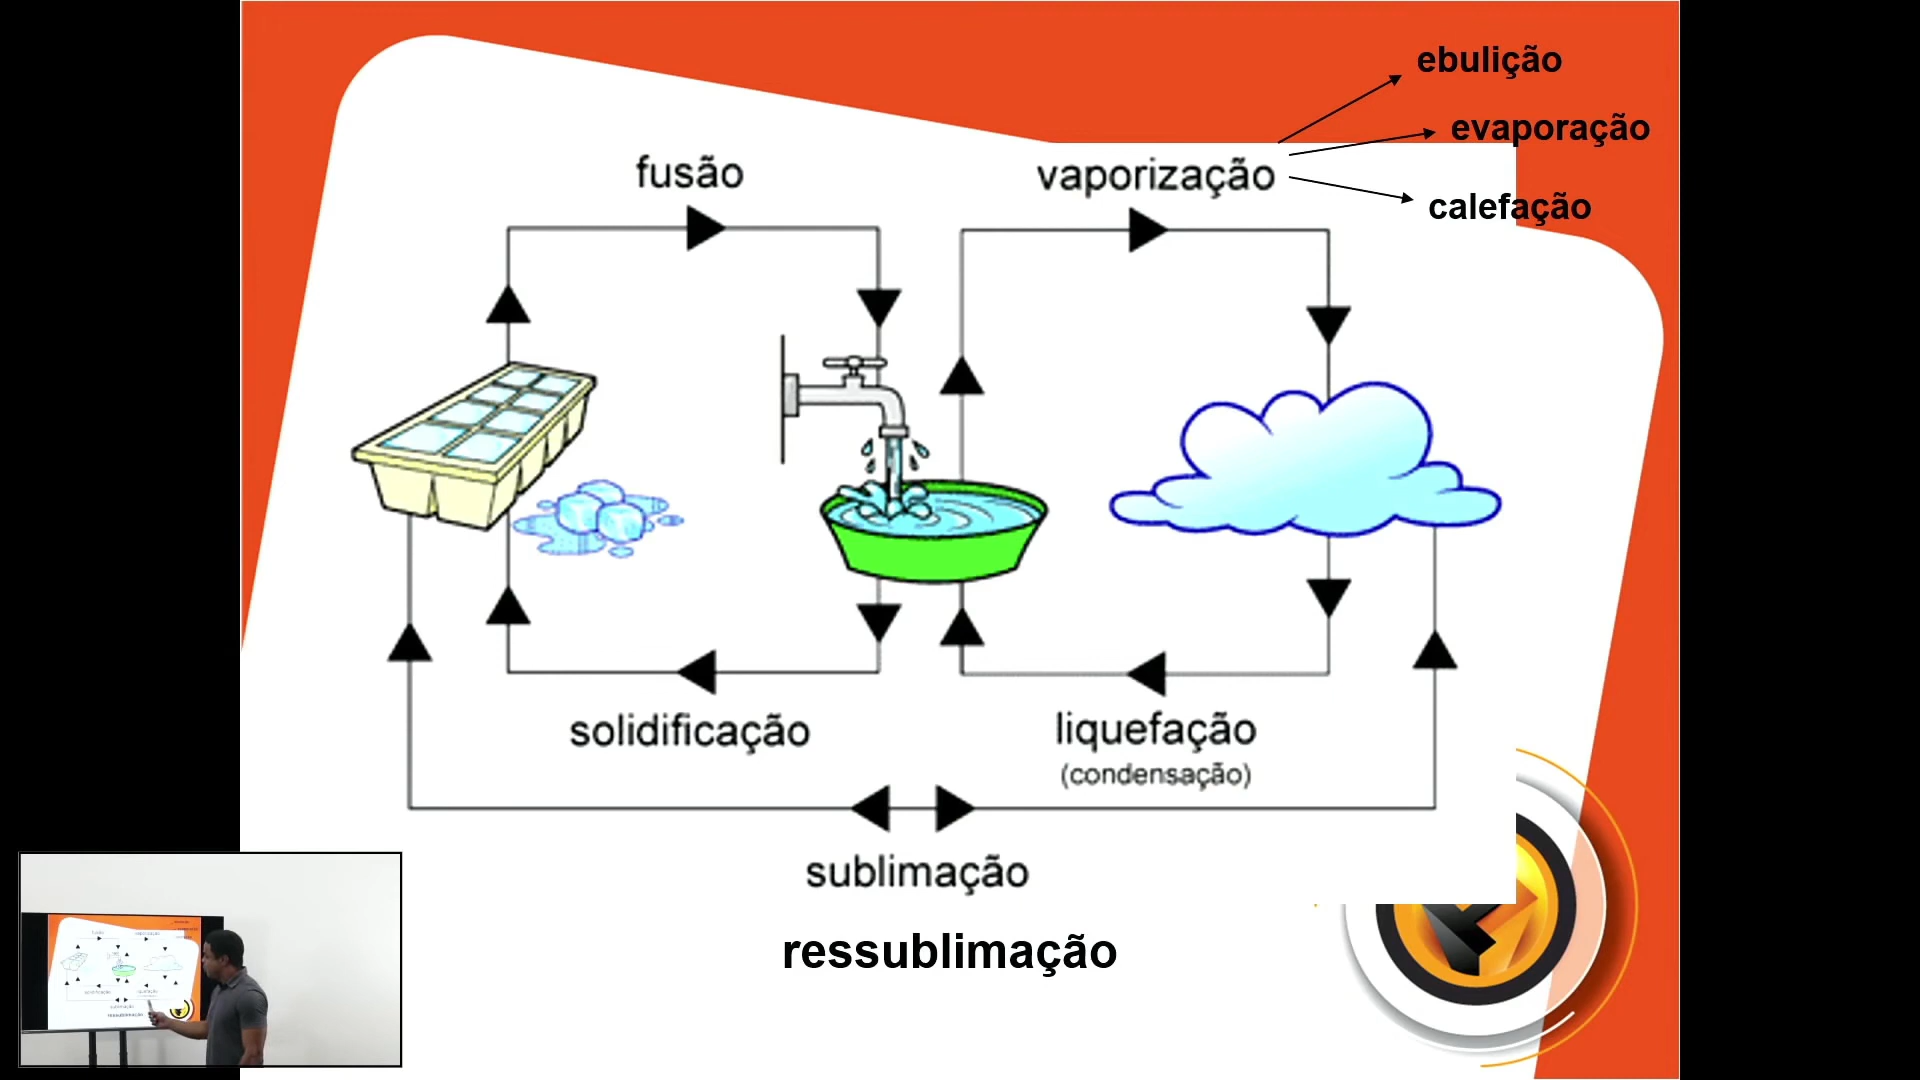 ebulição
evaporação
fusão
vaporização
calefação
solidificação
liquefação
(condensação)
sublimação
ressublimação